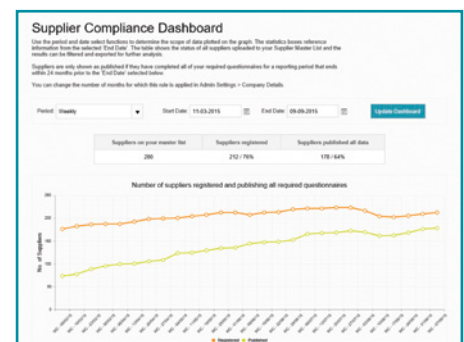 Supplier Compliance Dashboard
Use the period and date select functions to determine the scope of data plotted on the graph. The statistics boxes reference
information from the selected 'End Date'. The table shows the status of all suppliers uploaded to your Supplier Master List and the
results can be filtered and exported for further analysis.
Suppliers are only shown as published if they have completed all of your required questionnaires for a reporting period that ends
within 24 months prior to the 'End Date' selected below.
You can change the number of months for which this rule is applied in Admin Settings > Company Details.
Period Weekly Start Date 11-03-2015 End Date 09-09-2015 Update Dashboard
Suppliers on your master list Suppliers registered Suppliers published all data
280 212 / 76% 178 / 64%
Number of suppliers registered and publishing all required questionnaires
No. of Suppliers
250
200
150
100
50
0
Registered Published